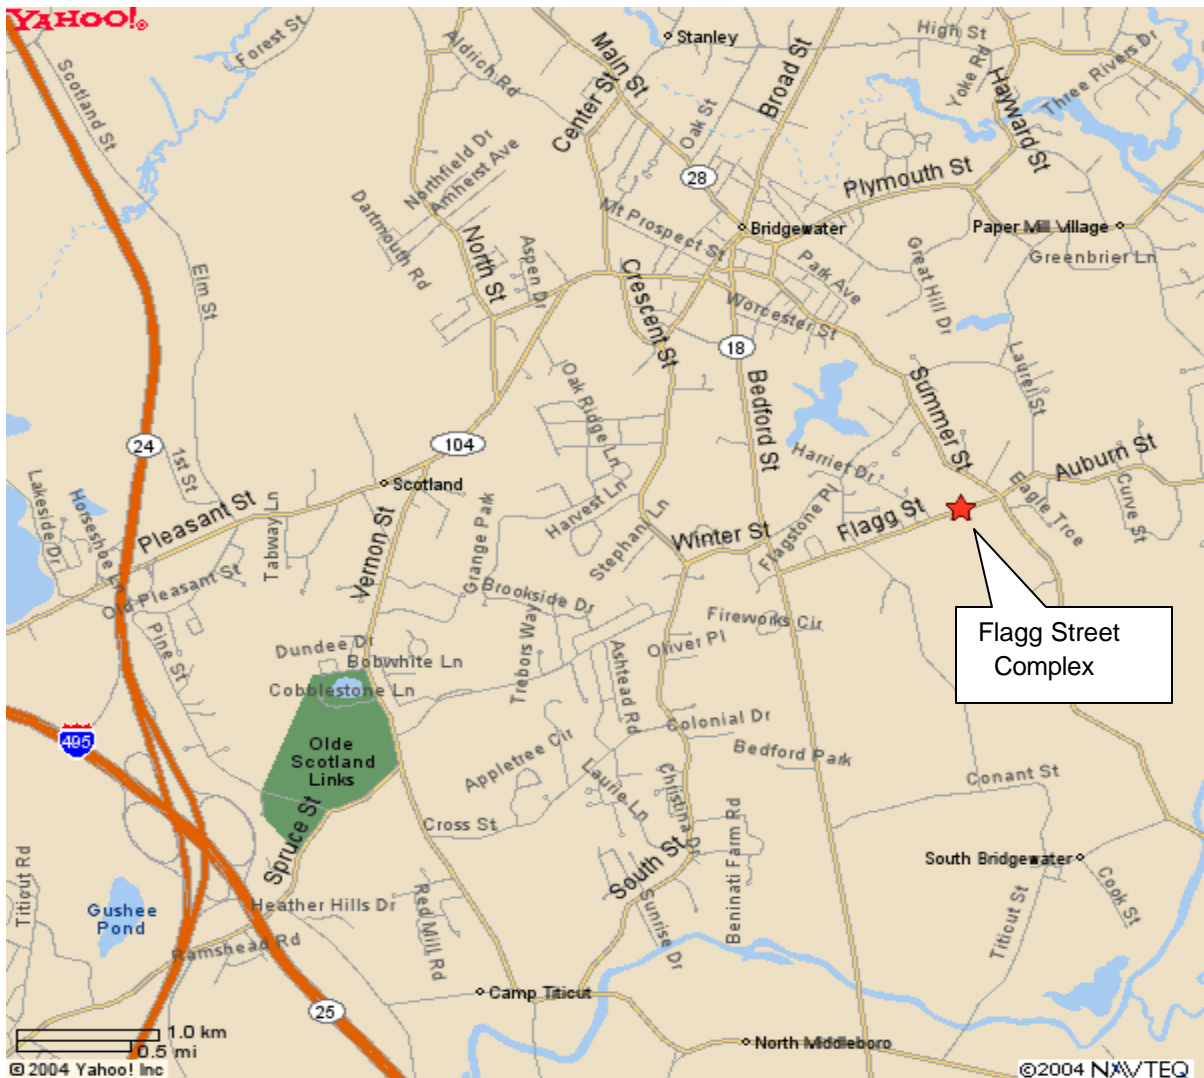 YAHOO!®
Forest St
Scotland St
Aldrich Rd
Main St
Center St
Stanley
Oak St
Broad St
High St
Yoke Rd
Hayward St
Three Rivers Dr
28
Plymouth St
Northfield Dr
Amherst Ave
Dartmouth Rd
North St
Aspen Dr
Mt Prospect St
Bridgewater
Paper Mill Village
Greenbrier Ln
Great Hill Dr
Park Ave
Elm St
Crescent St
Worcester St
18
Bedford St
Summer St
Laurel St
Oak Ridge Ln
24
104
1st St
Scotland
Harriet Dr
Auburn St
Eagle Tree
Curve St
Lakeside Dr
Horseshoe Ln
Pleasant St
Tabway Ln
Vernon St
Grange Park
Harvest Ln
Stephani Ln
Winter St
Flagstone Pl
Flagg St
Old Pleasant St
Brookside Dr
Pine St
Trebors Way
Fireworks Cir
Oliver Pl
Flagg Street
Complex
Dundee Dr
Bobwhite Ln
Cobblestone Ln
Ashtead Rd
Colonial Dr
495
Olde
Scotland
Links
Appletree Cir
Laurie Ln
Christina Dr
Bedford Park
Conant St
Spruce St
Cross St
South St
Beninati Farm Rd
South Bridgewater
Titicut Rd
Gushee
Pond
Heather Hills Dr
Ramshead Rd
Red Mill Rd
Sunrise Dr
Titicut St
Cook St
Camp Titicut
25
North Middleboro
1.0 km
0.5 mi
© 2004 Yahoo! Inc
©2004 NAVTEQ